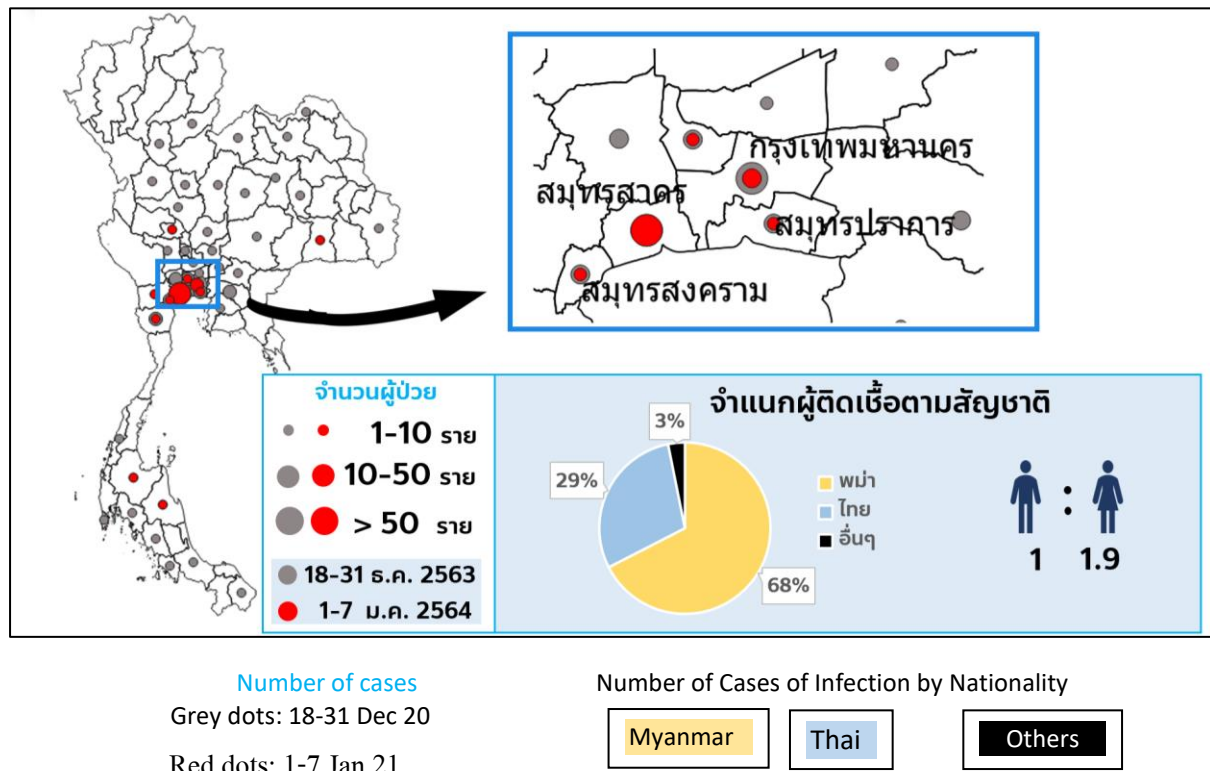 กรุงเทพมหานคร
สมุทรสาคร
สมุทรปราการ
สมุทรสงคราม
จำนวนผู้ป่วย
1-10 ราย
10-50 ราย
> 50 ราย
18-31 ธ.ค. 2563
1-7 ม.ค. 2564
จำแนกผู้ติดเชื้อตามสัญชาติ
3%
29%
68%
พม่า
ไทย
อื่นๆ
1 : 1.9
Number of cases
Grey dots: 18-31 Dec 20
Red dots: 1-7 Jan 21
Number of Cases of Infection by Nationality
Myanmar
Thai
Others